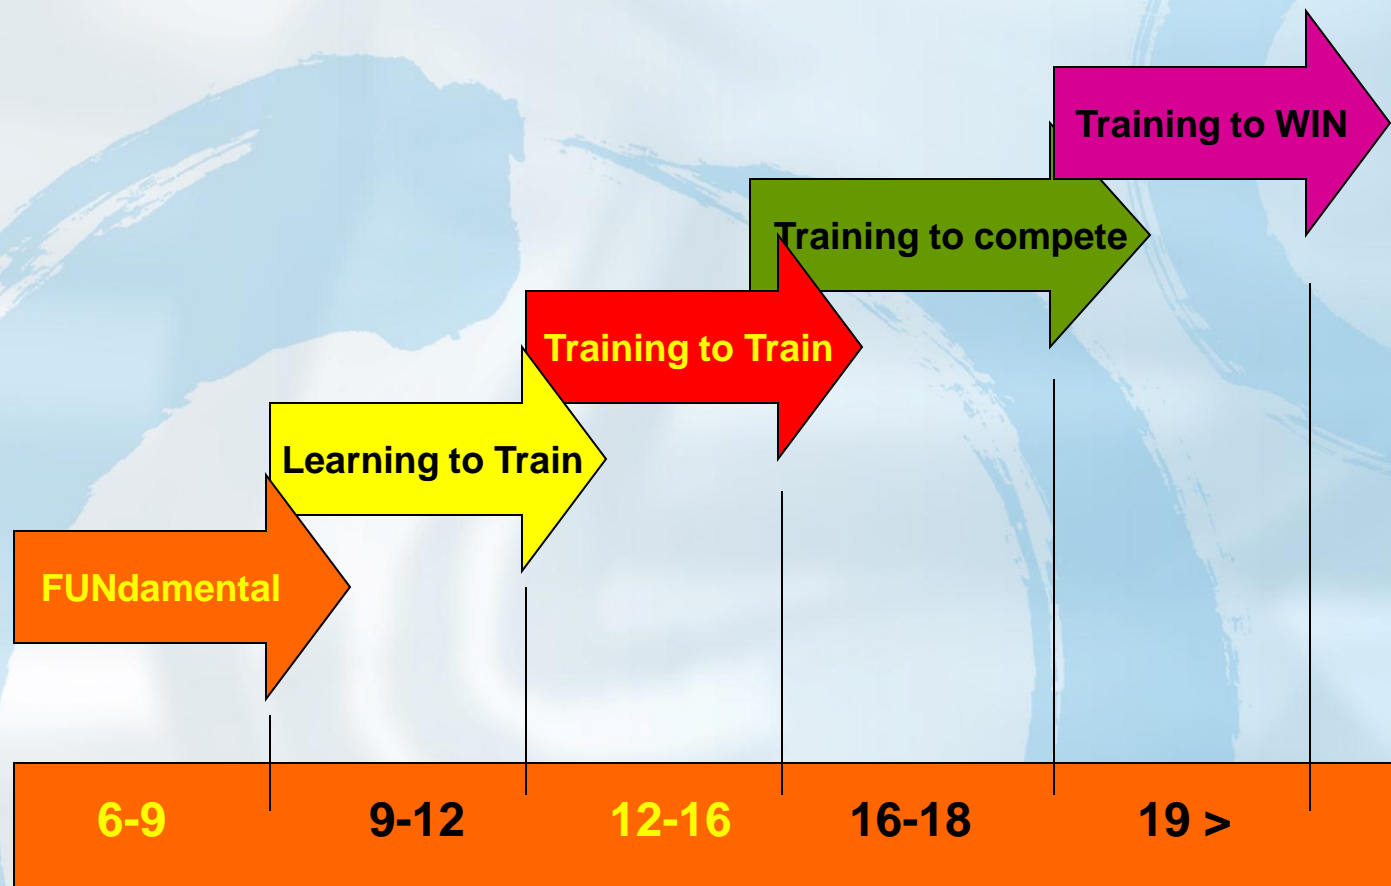 Training to WIN
Training to compete
Training to Train
Learning to Train
FUNdamental
6-9 9-12 12-16 16-18 19 >